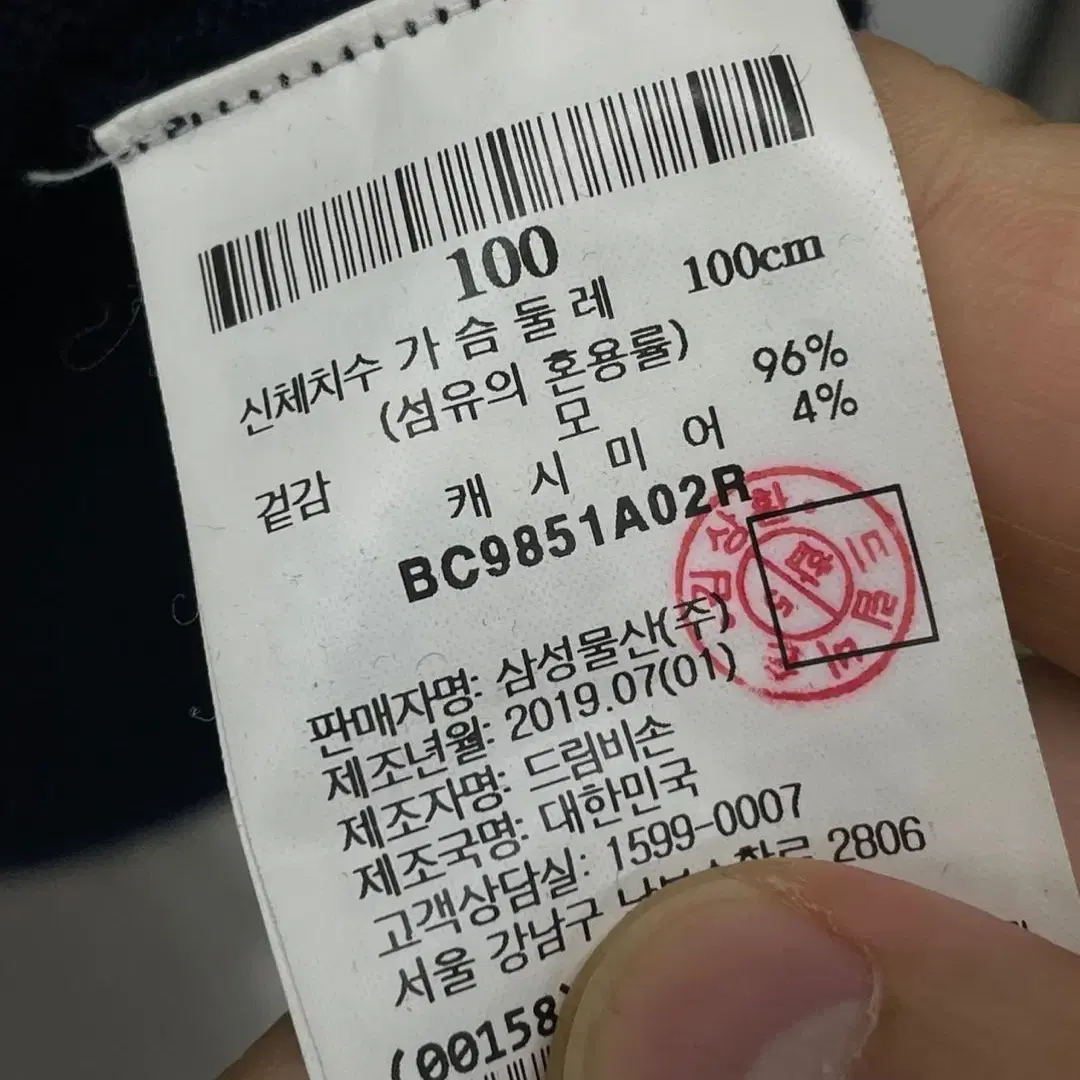 100
신체치수 가슴둘레 100cm
(섬유의 혼용률)
모 96%
겉감 캐시미어 4%
BC9851A02R
판매자명: 삼성물산(주)
제조년월: 2019.07(01)
제조자명: 드림비손
제조국명: 대한민국
고객상담실: 1599-0007
서울 강남구 2806
(00158